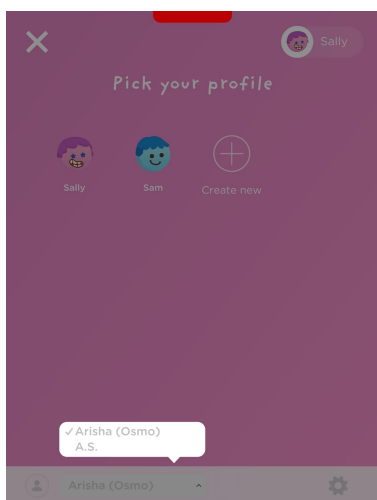 Sally
Pick your profile
Sally
Sam
Create new
✓Arisha (Osmo)
A.S.
Arisha (Osmo)